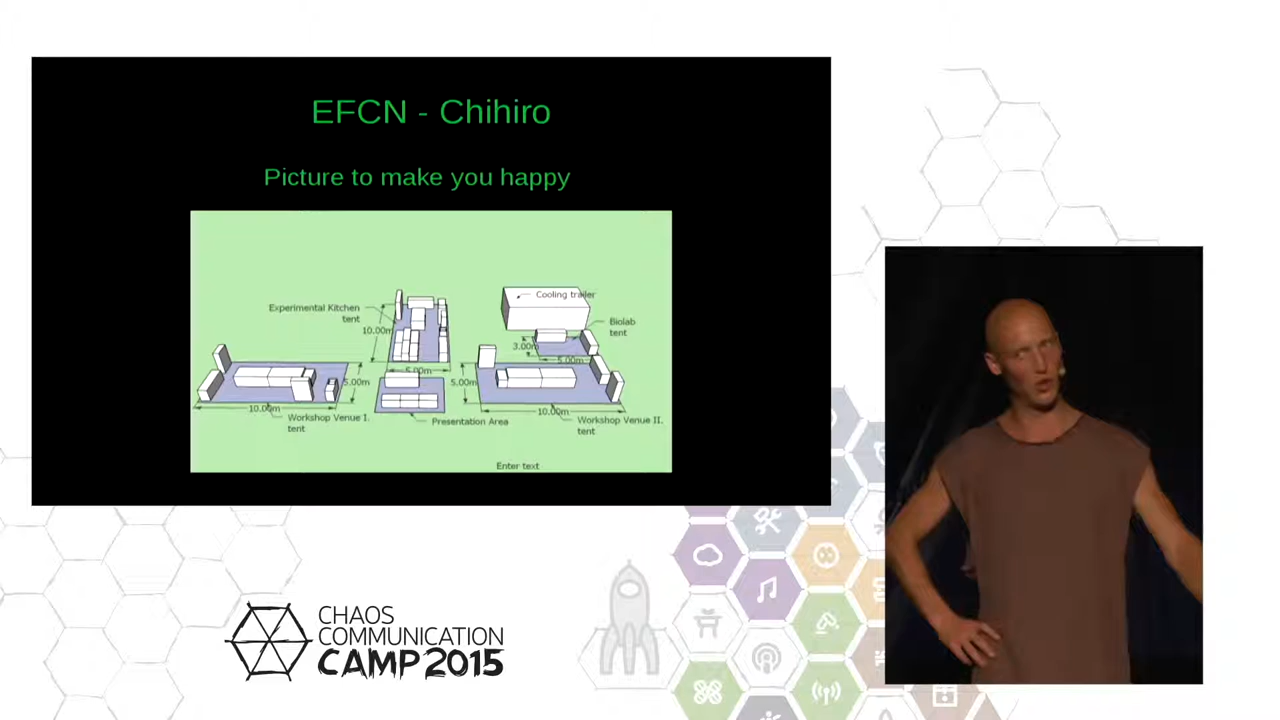 EFCN - Chihiro
Picture to make you happy
Cooling trailer
Experimental Kitchen
tent
Biolab
tent
10.00m
3.00m
5.00m
5.00m
5.00m
5.00m
10.00m
10.00m
Workshop Venue I.
tent
Presentation Area
Workshop Venue II.
tent
Enter text
CHAOS
COMMUNICATION
CAMP 2015